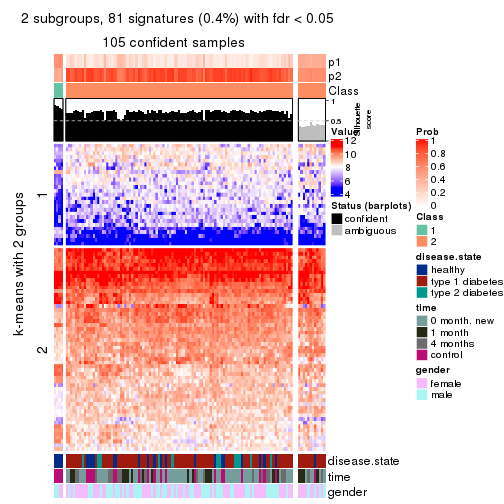 2 subgroups, 81 signatures (0.4%) with fdr < 0.05
105 confident samples
p1
p2
Class
1
0.5
0
Silhouette
score
k-means with 2 groups
1
2
Value
12
10
8
6
4
Status (barplots)
confident
ambiguous
Prob
1
0.8
0.6
0.4
0.2
0
Class
1
2
disease.state
healthy
type 1 diabetes
type 2 diabetes
time
0 month. new
1 month
4 months
control
gender
female
male
disease.state
time
gender